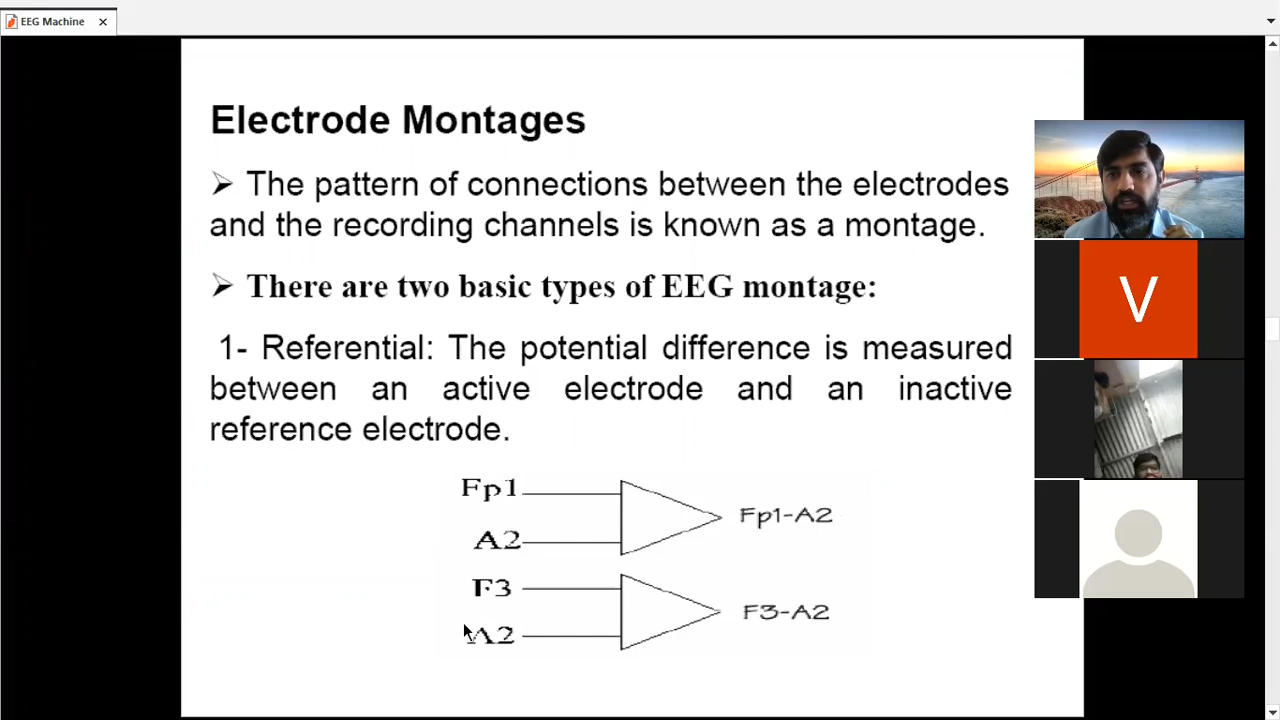 EEG Machine
Electrode Montages
➢ The pattern of connections between the electrodes
and the recording channels is known as a montage.
➢ There are two basic types of EEG montage:
1- Referential: The potential difference is measured
between an active electrode and an inactive
reference electrode.
Fp1
Fp1-A2
A2
F3
F3-A2
A2
V